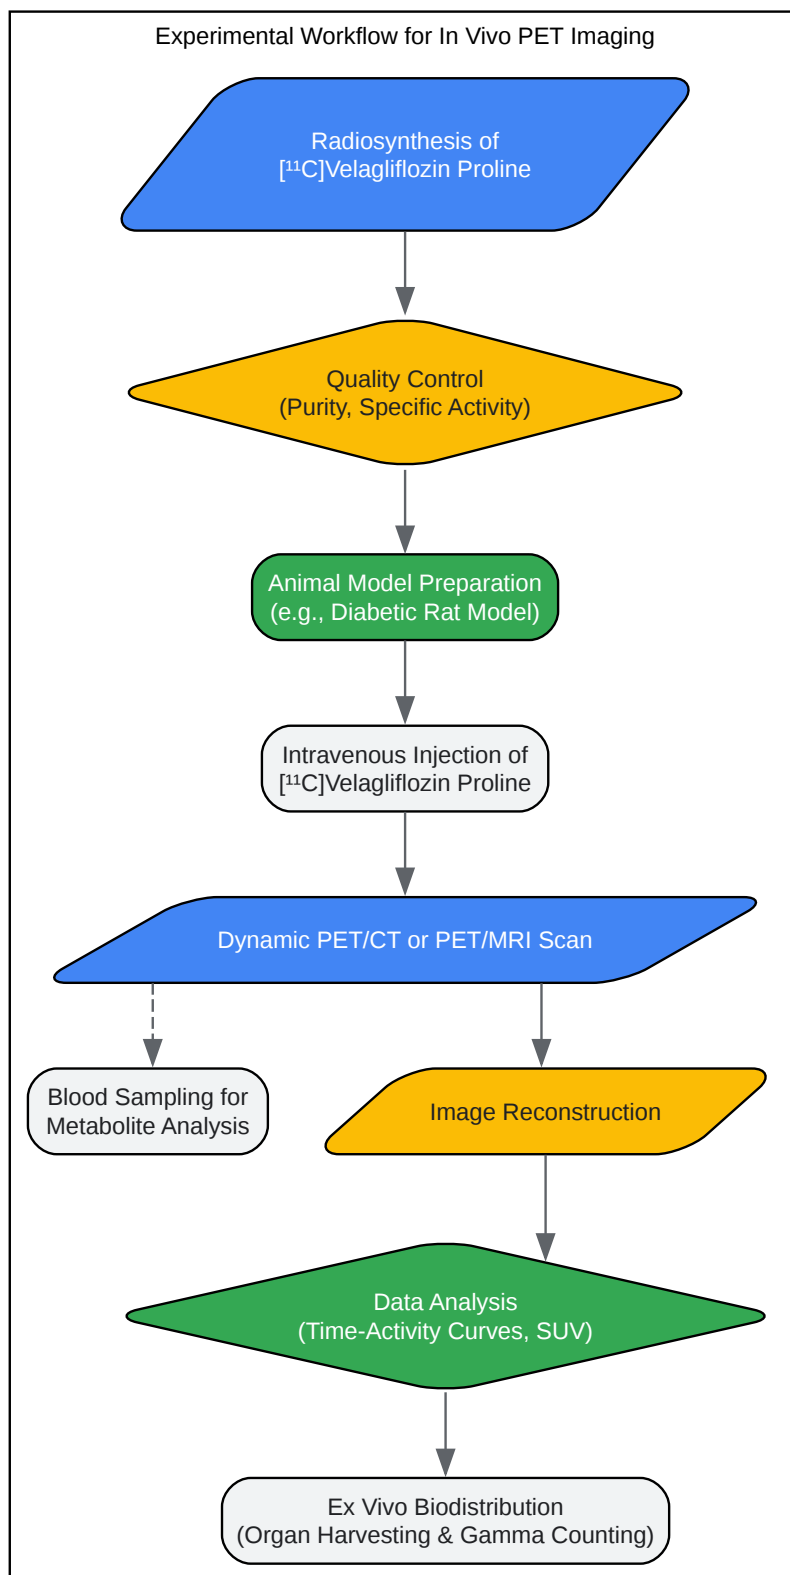 Experimental Workflow for In Vivo PET Imaging
Radiosynthesis of
[¹¹C]Velagliflozin Proline
Quality Control
(Purity, Specific Activity)
Animal Model Preparation
(e.g., Diabetic Rat Model)
Intravenous Injection of
[¹¹C]Velagliflozin Proline
Dynamic PET/CT or PET/MRI Scan
Blood Sampling for
Metabolite Analysis
Image Reconstruction
Data Analysis
(Time-Activity Curves, SUV)
Ex Vivo Biodistribution
(Organ Harvesting & Gamma Counting)